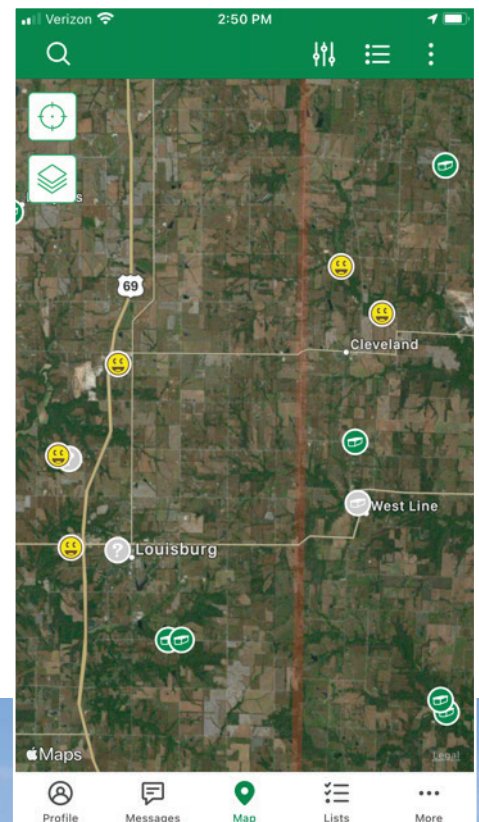 Verizon 2:50 PM
69
Cleveland
West Line
?
Louisburg
Maps Legal
Profile Messages Map Lists More